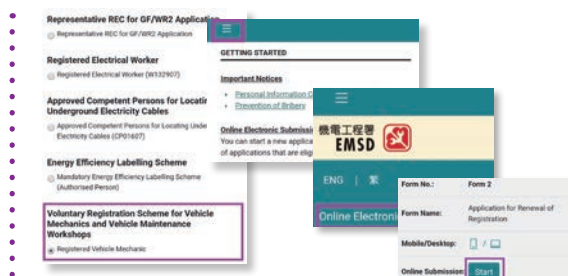 Representative REC for GF/WR2 Application
Representative REC for GF/WR2 Application
Registered Electrical Worker
Registered Electrical Worker (W132907)
Approved Competent Persons for Locatin
Underground Electricity Cables
Approved Competent Persons for Locating Unde
Electricity Cables (CP01607)
Energy Efficiency Labelling Scheme
Mandatory Energy Efficiency Labelling Scheme
(Authorised Person)
Voluntary Registration Scheme for Vehicle
Mechanics and Vehicle Maintenance
Workshops
Registered Vehicle Mechanic
GETTING STARTED
Important Notices
Personal Information C
Prevention of Bribery
Online Electronic Submissi
You can start a new applica
of applications that are elig
機電工程署
EMSD
ENG | 繁
Online Electroni
Form No.: Form 2
Form Name: Application for Renewal of
Registration
Mobile/Desktop: /
Online Submission: Start